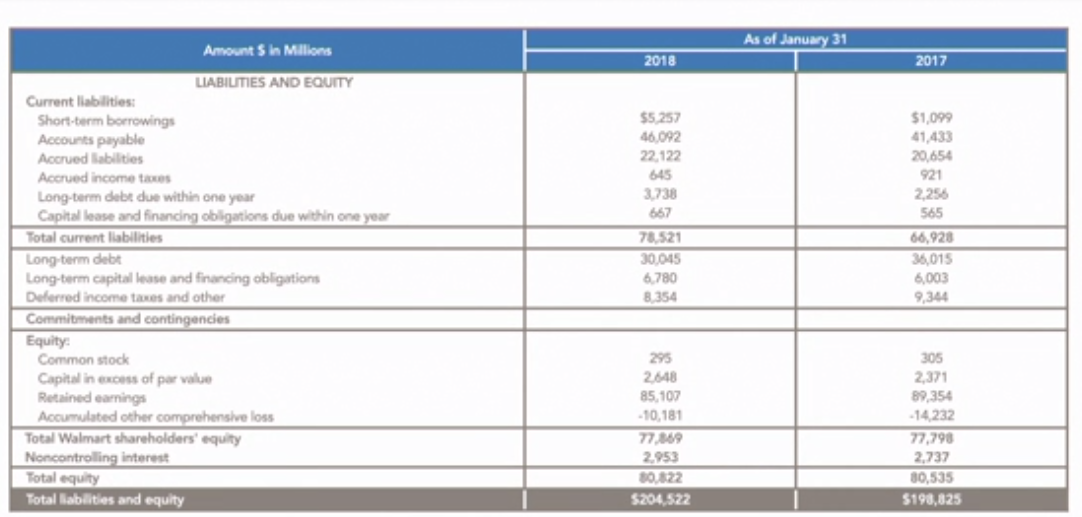 Amount $ in Millions
As of January 31
2018 2017
LIABILITIES AND EQUITY
Current liabilities:
Short-term borrowings $5,257 $1,099
Accounts payable 46,092 41,433
Accrued liabilities 22,122 20,654
Accrued income taxes 645 921
Long-term debt due within one year 3,738 2,256
Capital lease and financing obligations due within one year 667 565
Total current liabilities 78,521 66,928
Long-term debt 30,045 36,015
Long-term capital lease and financing obligations 6,780 6,003
Deferred income taxes and other 8,354 9,344
Commitments and contingencies
Equity:
Common stock 295 305
Capital in excess of par value 2,648 2,371
Retained earnings 85,107 89,354
Accumulated other comprehensive loss -10,181 -14,232
Total Walmart shareholders' equity 77,869 77,798
Noncontrolling interest 2,953 2,737
Total equity 80,822 80,535
Total liabilities and equity $204,522 $198,825